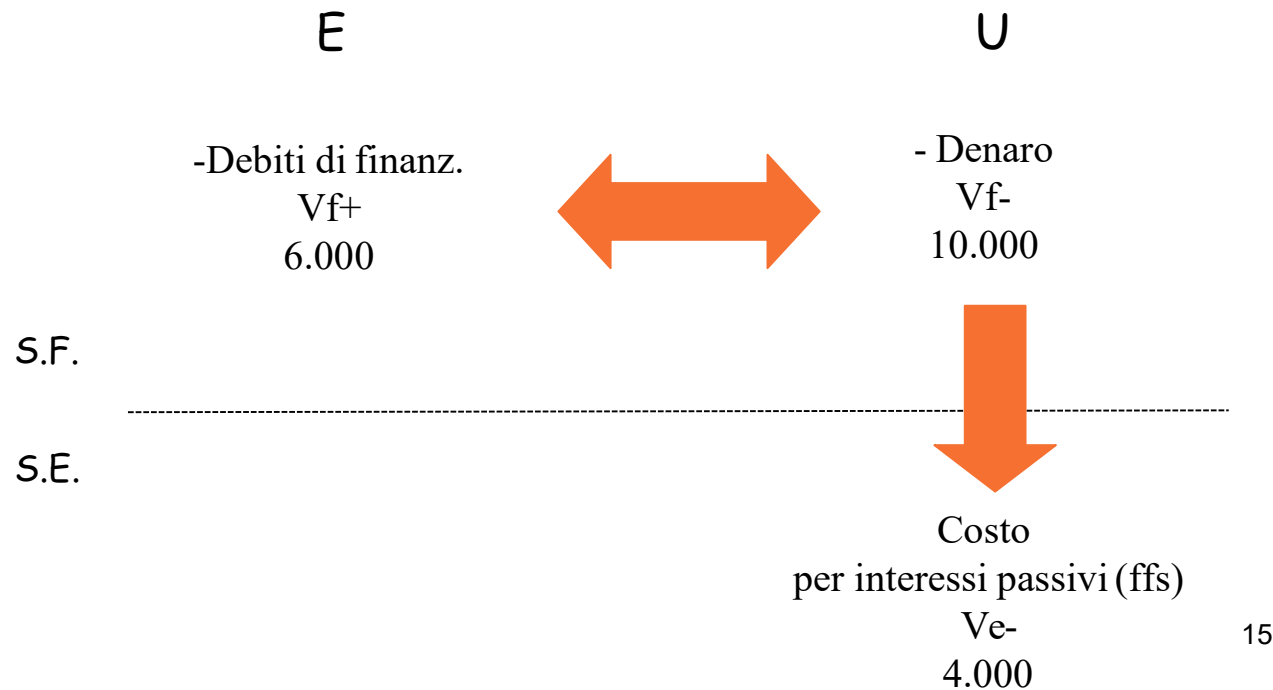 E
U
-Debiti di finanz.
Vf+
6.000
- Denaro
Vf-
10.000
S.F.
S.E.
Costo
per interessi passivi (ffs)
Ve-
4.000
15